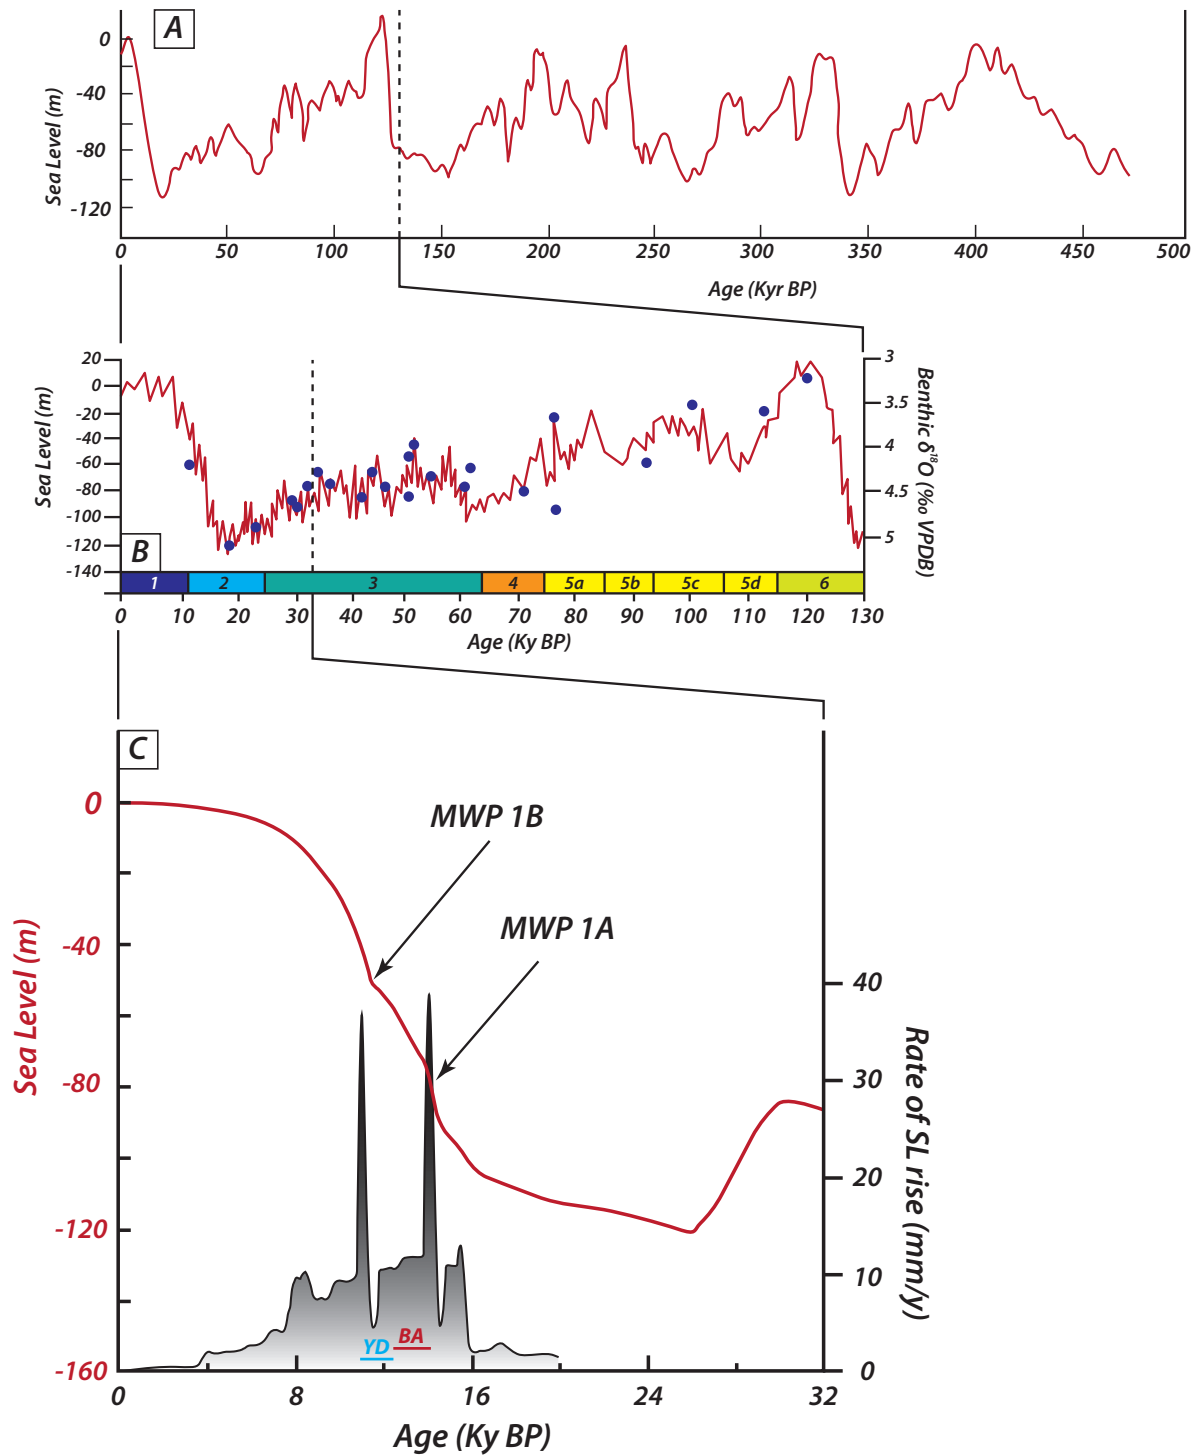 A
0
-40
-80
-120
Sea Level (m)
0 50 100 150 200 250 300 350 400 450 500
Age (Kyr BP)
20
0
-20
-40
-60
-80
-100
-120
-140
Sea Level (m)
3
3.5
4
4.5
5
Benthic δ18O (‰ VPDB)
B
1 2 3 4 5a 5b 5c 5d 6
0 10 20 30 40 50 60 70 80 90 100 110 120 130
Age (Ky BP)
C
0
-40
-80
-120
-160
Sea Level (m)
MWP 1B
MWP 1A
40
30
20
10
0
Rate of SL rise (mm/y)
YD BA
0 8 16 24 32
Age (Ky BP)